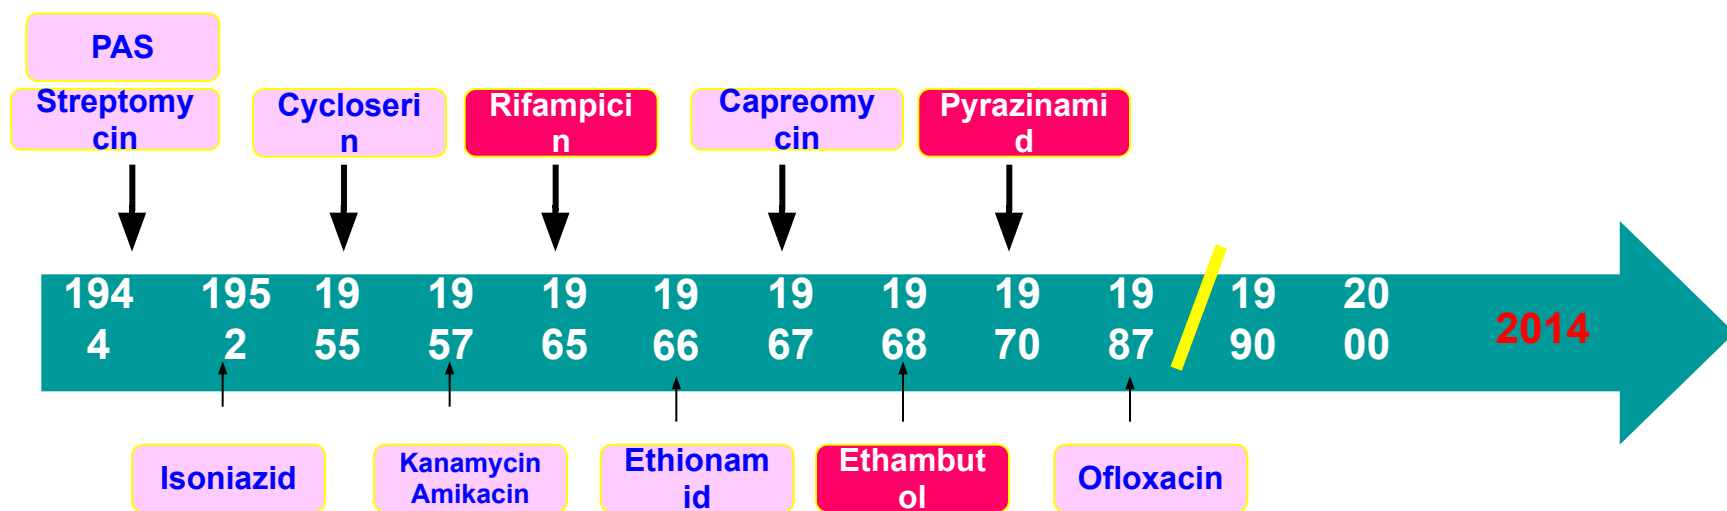 PAS
Streptomy
cin
Cycloseri
n
Rifampici
n
Capreomy
cin
Pyrazinami
d
194
4
195
2
19
55
19
57
19
65
19
66
19
67
19
68
19
70
19
87
19
90
20
00
2014
Isoniazid
Kanamycin
Amikacin
Ethionam
id
Ethambut
ol
Ofloxacin